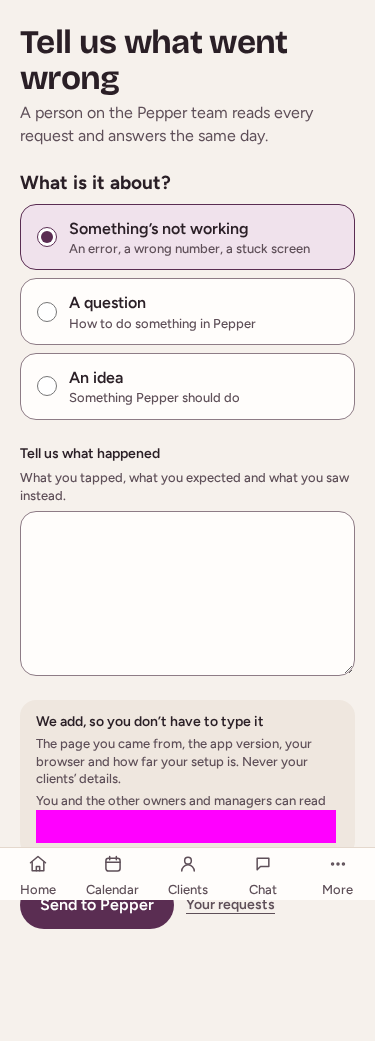 Tell us what went
wrong
A person on the Pepper team reads every
request and answers the same day.
What is it about?
Something’s not working
An error, a wrong number, a stuck screen
A question
How to do something in Pepper
An idea
Something Pepper should do
Tell us what happened
What you tapped, what you expected and what you saw
instead.
We add, so you don’t have to type it
The page you came from, the app version, your
browser and how far your setup is. Never your
clients’ details.
You and the other owners and managers can read
Home Calendar Clients Chat More
Send to Pepper Your requests